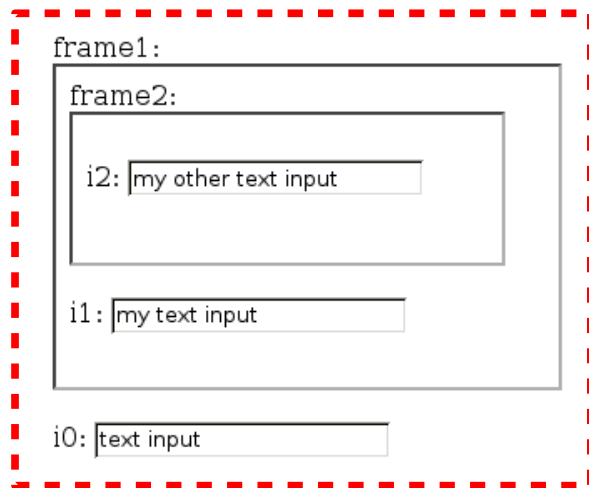 frame1:
frame2:
i2: my other text input
i1: my text input
i0: text input